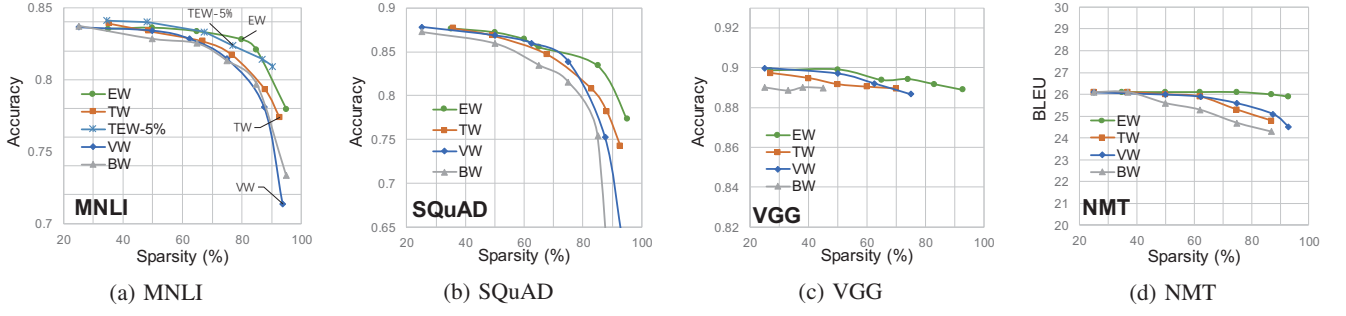 0.85
0.8
0.75
0.7
Accuracy
TEW-5%
EW
EW
TW
TEW-5%
VW
BW
TW
VW
MNLI
20 40 60 80 100
Sparsity (%)
(a) MNLI
0.9
0.85
0.8
0.75
0.7
0.65
Accuracy
EW
TW
VW
BW
SQuAD
20 40 60 80 100
Sparsity (%)
(b) SQuAD
0.92
0.9
0.88
0.86
0.84
0.82
Accuracy
EW
TW
VW
BW
VGG
0 20 40 60 80 100
Sparsity (%)
(c) VGG
30
29
28
27
26
25
24
23
22
21
20
BLEU
EW
TW
VW
BW
NMT
20 40 60 80 100
Sparsity (%)
(d) NMT